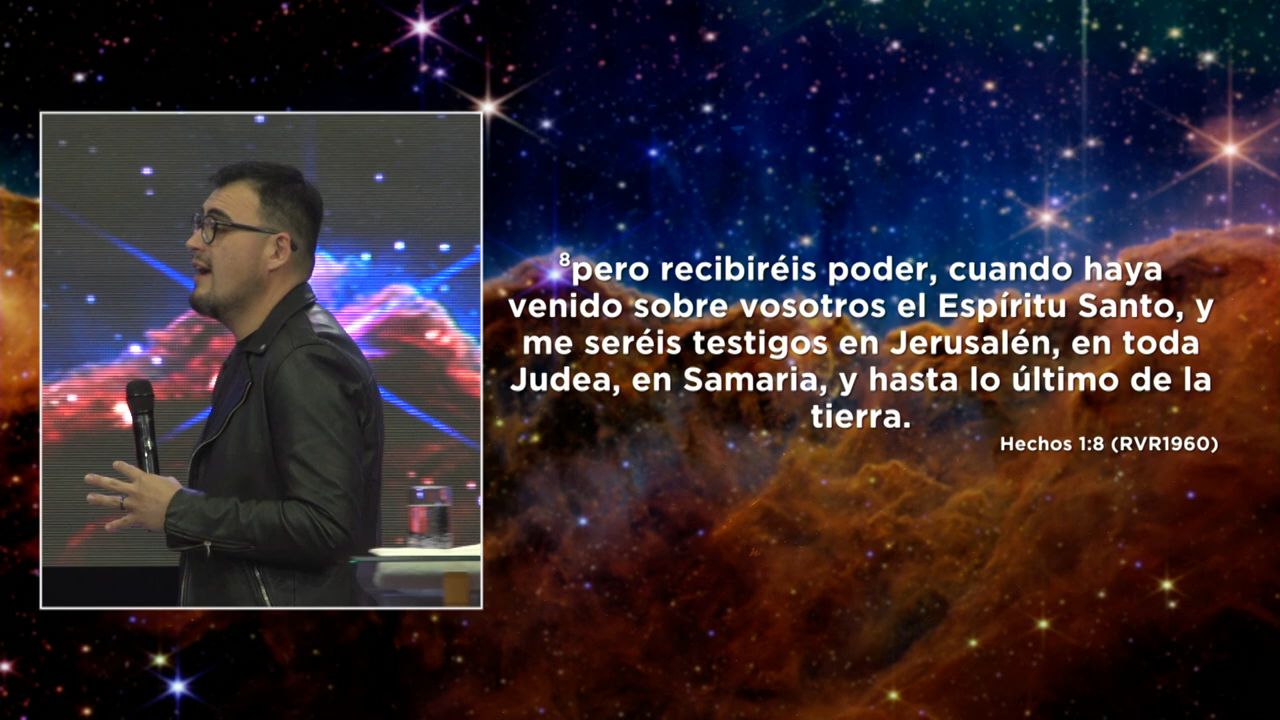 ⁸pero recibiréis poder, cuando haya
venido sobre vosotros el Espíritu Santo, y
me seréis testigos en Jerusalén, en toda
Judea, en Samaria, y hasta lo último de la
tierra.
Hechos 1:8 (RVR1960)